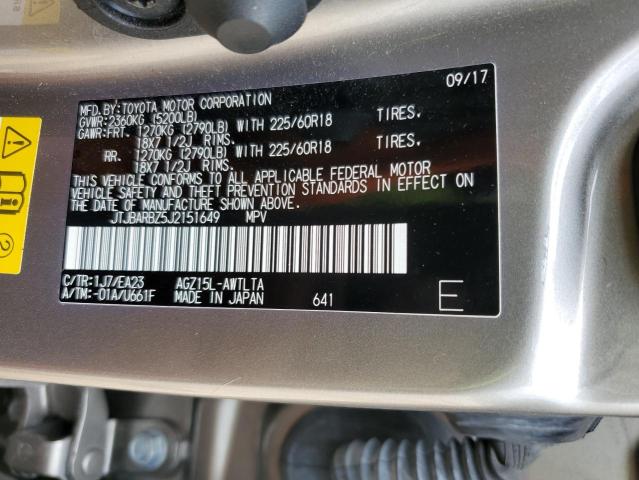 09/17
MFD. BY: TOYOTA MOTOR CORPORATION
GVWR: 2360KG (5200LB)
GAWR: FRT. 1270KG (2790LB) WITH 225/60R18 TIRES.
18X7 1/2J RIMS.
RR. 1270KG (2790LB) WITH 225/60R18 TIRES.
18X7 1/2J RIMS.
THIS VEHICLE CONFORMS TO ALL APPLICABLE FEDERAL MOTOR
VEHICLE SAFETY AND THEFT PREVENTION STANDARDS IN EFFECT
ON THE DATE OF MANUFACTURE SHOWN ABOVE.
JTJBARBZ5J2151649 MPV
C/TR: 1J7/EA23 AGZ15L-AWTLTA
A/TM: -01A/U661F MADE IN JAPAN 641 E